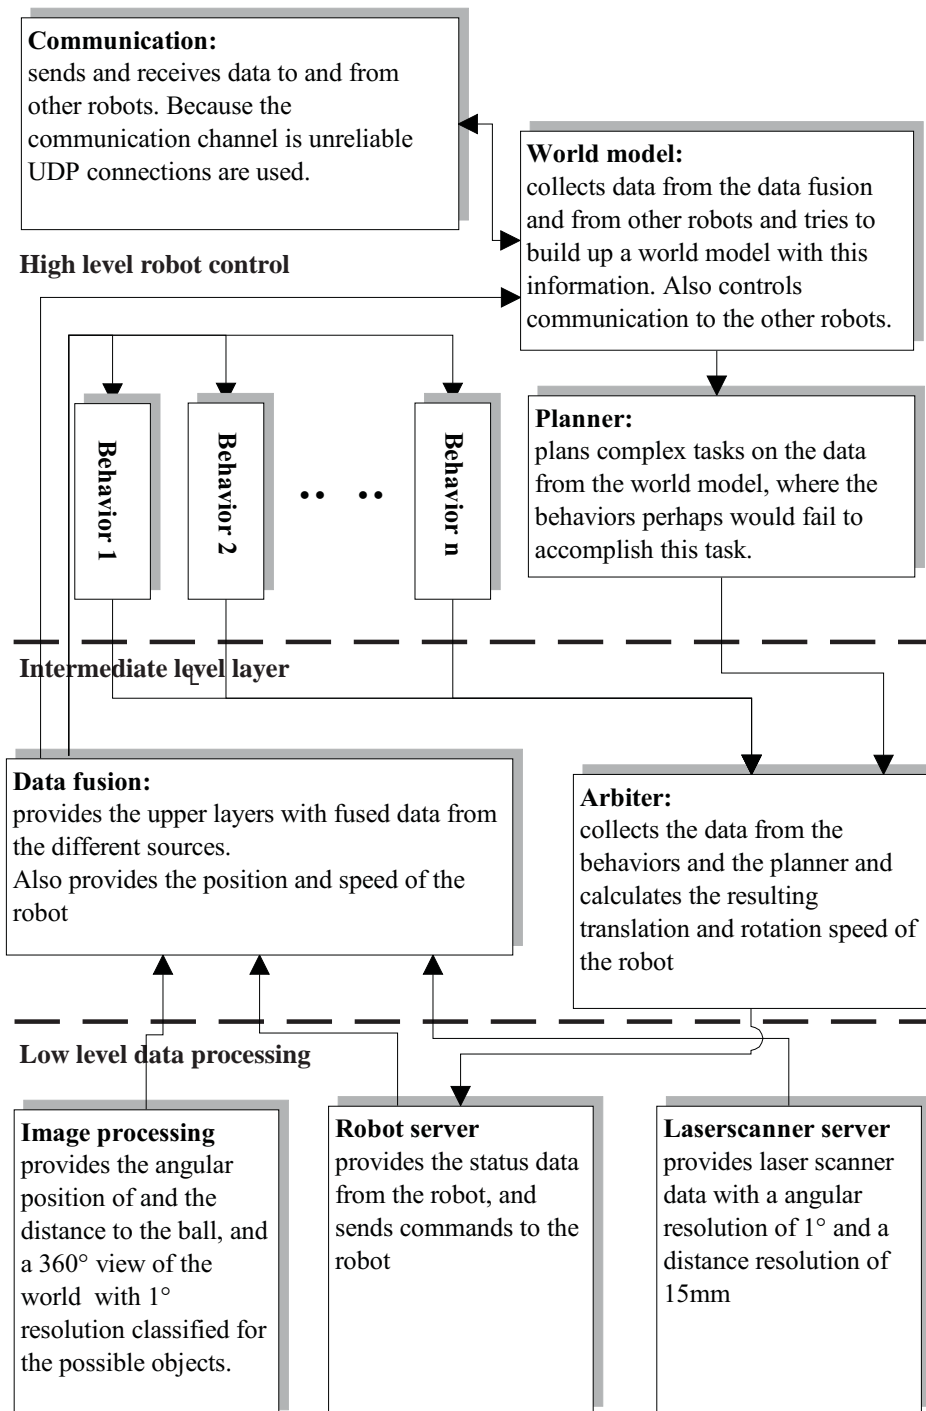 Communication:
sends and receives data to and from
other robots. Because the
communication channel is unreliable
UDP connections are used.
World model:
collects data from the data fusion
and from other robots and tries to
build up a world model with this
information. Also controls
communication to the other robots.
High level robot control
Behavior 1
Behavior 2
Behavior n
Planner:
plans complex tasks on the data
from the world model, where the
behaviors perhaps would fail to
accomplish this task.
Intermediate level layer
Data fusion:
provides the upper layers with fused data from
the different sources.
Also provides the position and speed of the
robot
Arbiter:
collects the data from the
behaviors and the planner and
calculates the resulting
translation and rotation speed of
the robot
Low level data processing
Image processing
provides the angular
position of and the
distance to the ball, and
a 360° view of the
world with 1°
resolution classified for
the possible objects.
Robot server
provides the status data
from the robot, and
sends commands to the
robot
Laserscanner server
provides laser scanner
data with a angular
resolution of 1° and a
distance resolution of
15mm